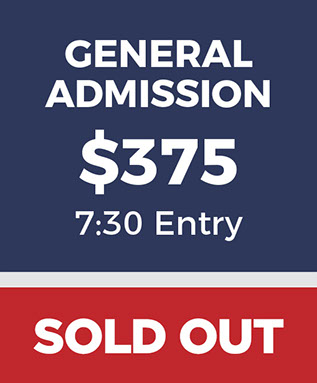 GENERAL
ADMISSION
$375
7:30 Entry
SOLD OUT